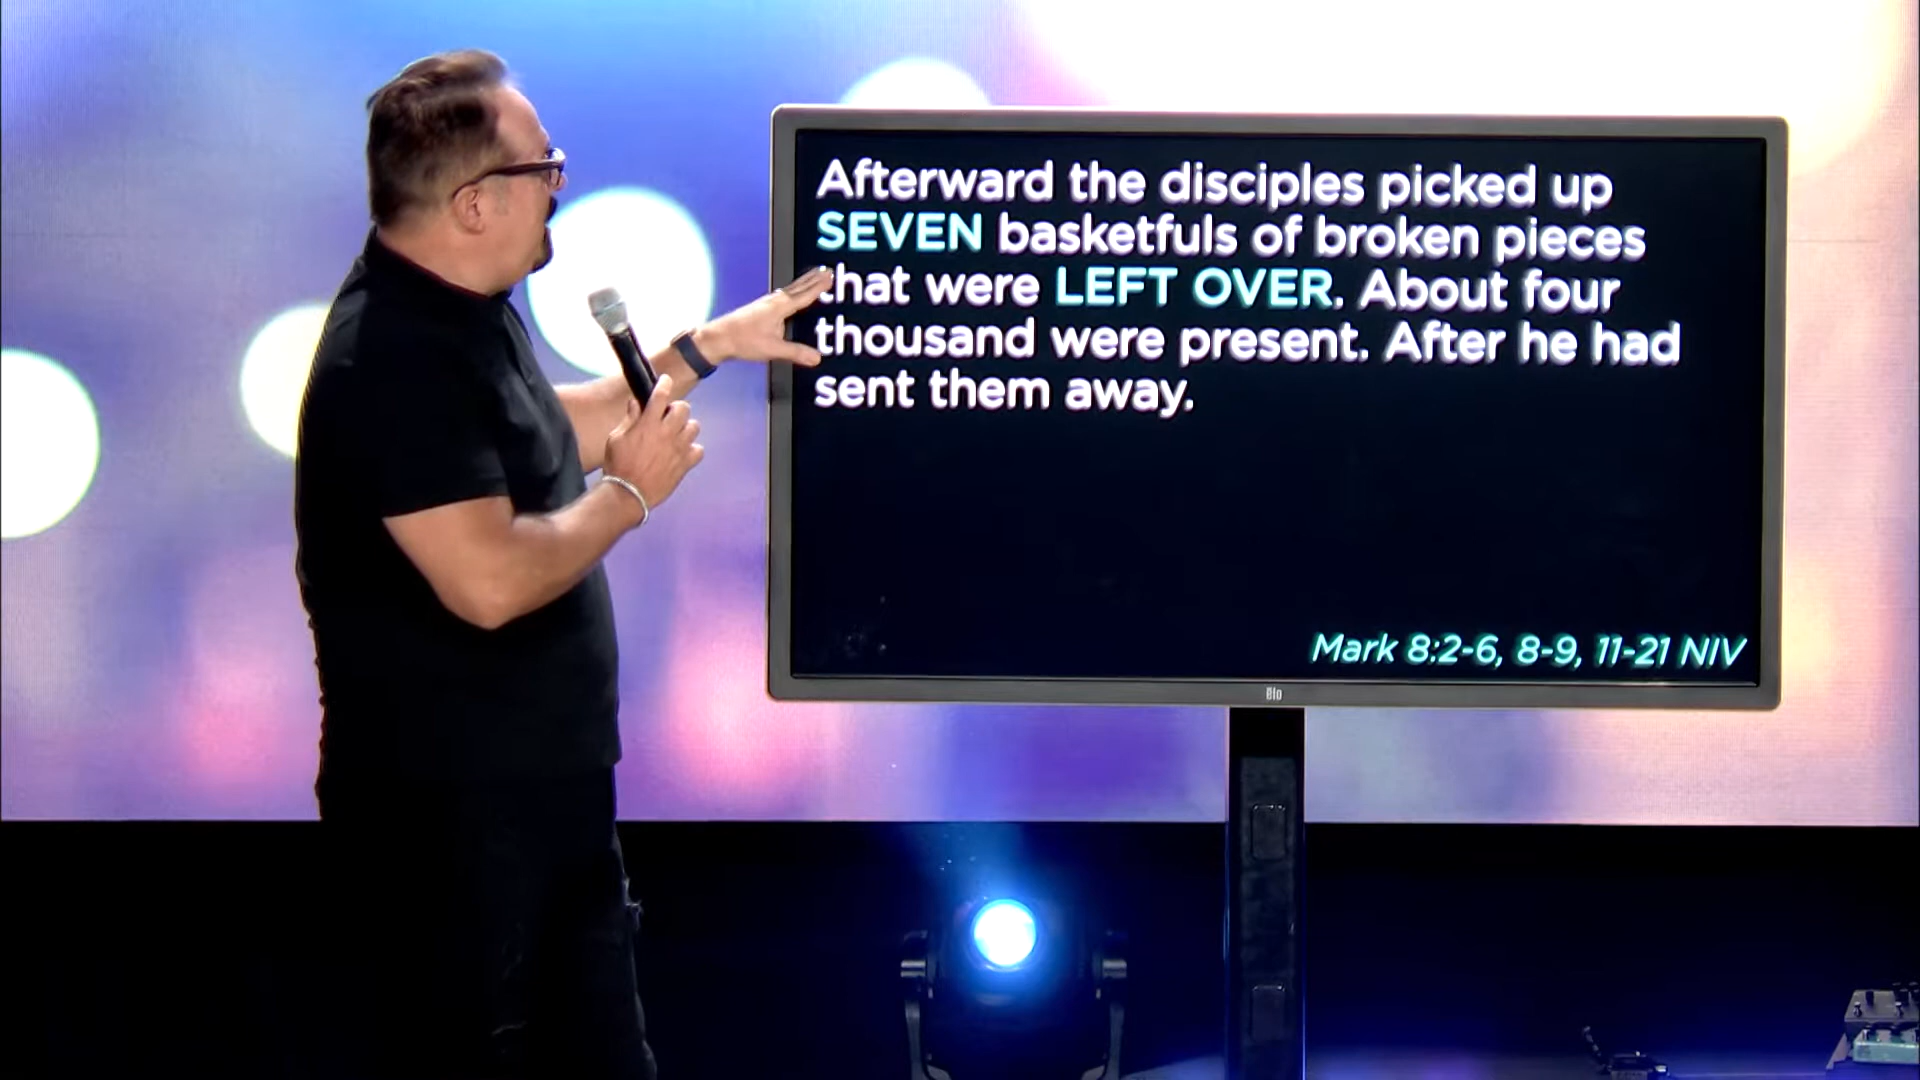 Afterward the disciples picked up
SEVEN basketfuls of broken pieces
that were LEFT OVER. About four
thousand were present. After he had
sent them away.
Mark 8:2-6, 8-9, 11-21 NIV
elo